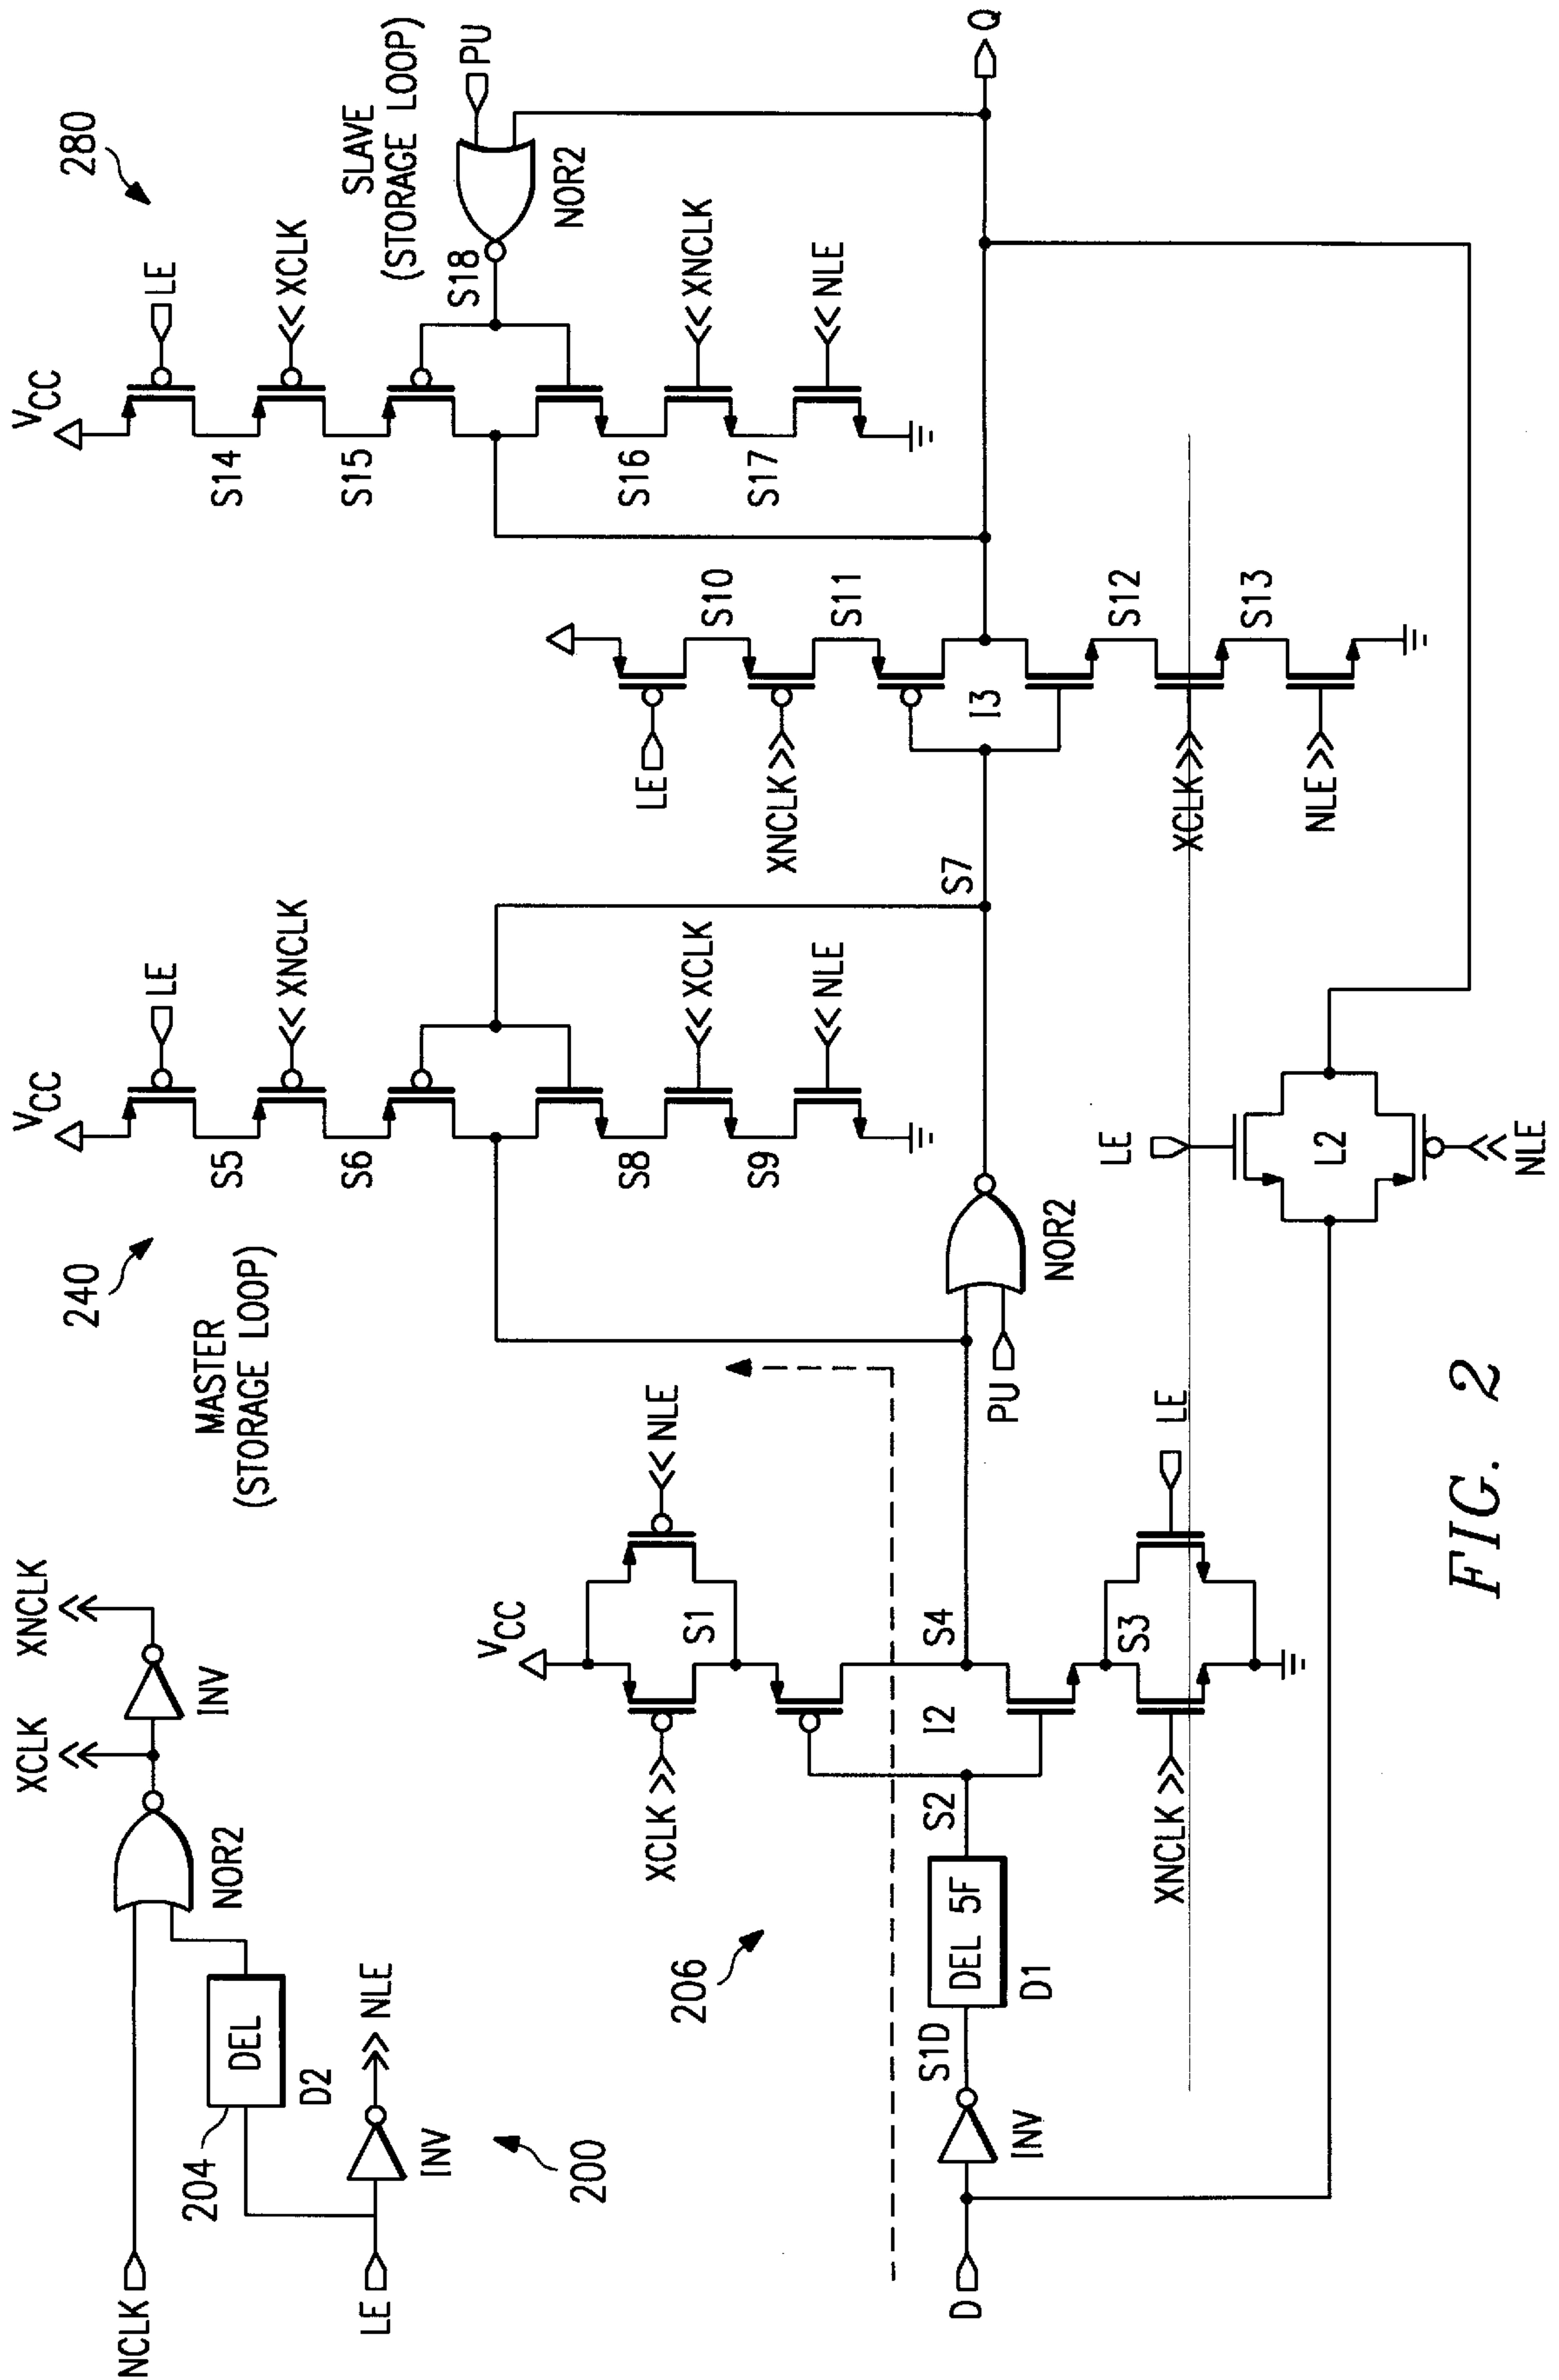 NCLK
LE
204
DEL
D2
INV
NLE
200
NOR2
XCLK
INV
XNCLK
MASTER
(STORAGE LOOP)
240
VCC
S5
S6
S8
S9
LE
XNCLK
XCLK
NLE
280
VCC
S14
S15
S16
S17
LE
XCLK
S18
XNCLK
NLE
SLAVE
(STORAGE LOOP)
NOR2
PU
206
D
INV
S1D
DEL 5F
D1
S2
XCLK
VCC
S1
NLE
I2
S4
XNCLK
S3
LE
PU
NOR2
S7
LE
XNCLK
I3
XCLK
NLE
S10
S11
S12
S13
Q
LE
L2
NLE
FIG. 2